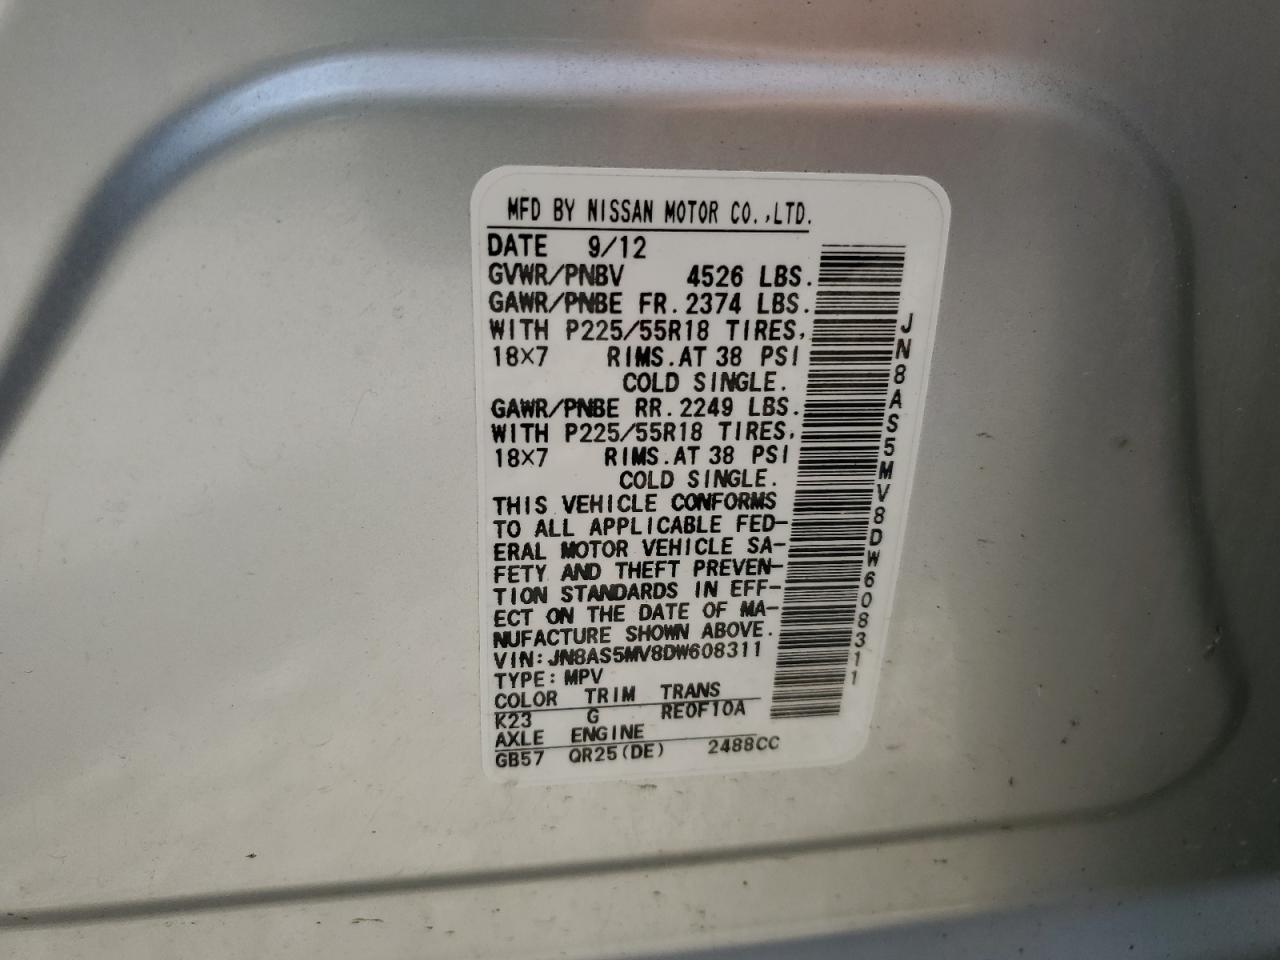 MFD BY NISSAN MOTOR CO.,LTD.
DATE 9/12
GVWR/PNBV 4526 LBS.
GAWR/PNBE FR. 2374 LBS.
WITH P225/55R18 TIRES,
18×7 RIMS. AT 38 PSI
COLD SINGLE.
GAWR/PNBE RR. 2249 LBS.
WITH P225/55R18 TIRES,
18×7 RIMS. AT 38 PSI
COLD SINGLE.
THIS VEHICLE CONFORMS
TO ALL APPLICABLE FED-
ERAL MOTOR VEHICLE SA-
FETY AND THEFT PREVEN-
TION STANDARDS IN EFF-
ECT ON THE DATE OF MA-
NUFACTURE SHOWN ABOVE.
VIN: JN8AS5MV8DW608311
TYPE: MPV
COLOR TRIM TRANS
K23 G RE0F10A
AXLE ENGINE
GB57 QR25(DE) 2488CC
JN8AS5MV8DW608311